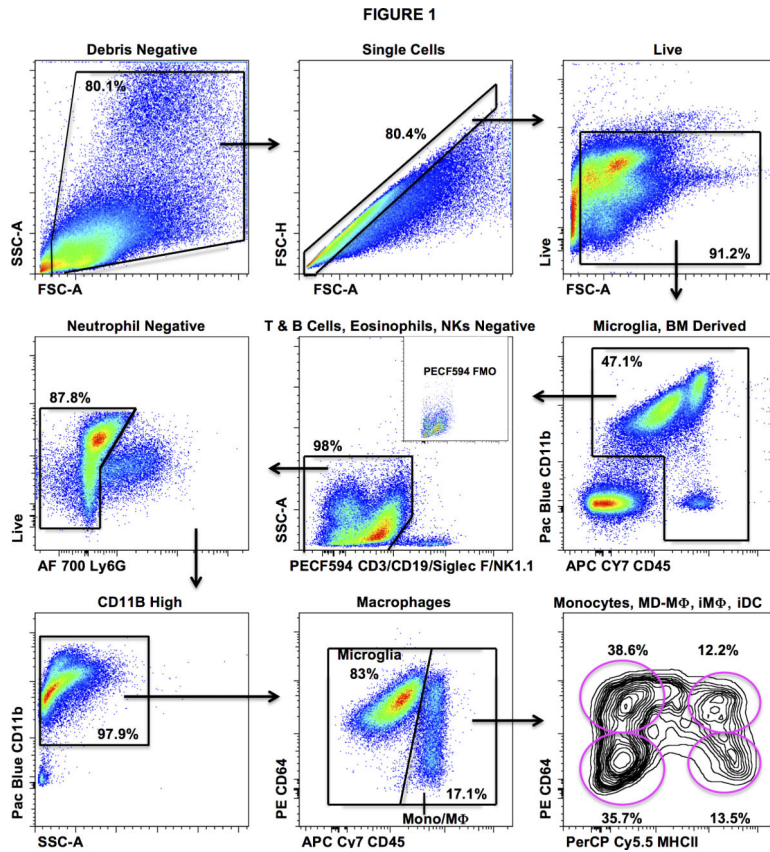 FIGURE 1
Debris Negative
80.1%
SSC-A
FSC-A
Single Cells
80.4%
FSC-H
FSC-A
Live
91.2%
Live
FSC-A
Neutrophil Negative
87.8%
Live
AF 700 Ly6G
T & B Cells, Eosinophils, NKs Negative
PECF594 FMO
98%
SSC-A
PECF594 CD3/CD19/Siglec F/NK1.1
Microglia, BM Derived
47.1%
Pac Blue CD11b
APC CY7 CD45
CD11B High
97.9%
Pac Blue CD11b
SSC-A
Macrophages
Microglia
83%
17.1%
Mono/MΦ
PE CD64
APC Cy7 CD45
Monocytes, MD-MΦ, iMΦ, iDC
38.6%
12.2%
35.7%
13.5%
PE CD64
PerCP Cy5.5 MHCII